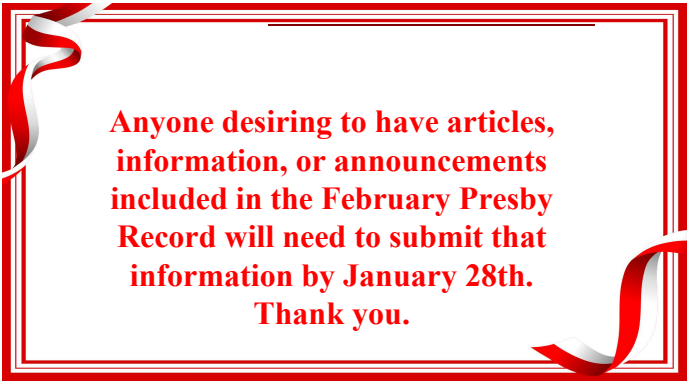 Anyone desiring to have articles,
information, or announcements
included in the February Presby
Record will need to submit that
information by January 28th.
Thank you.